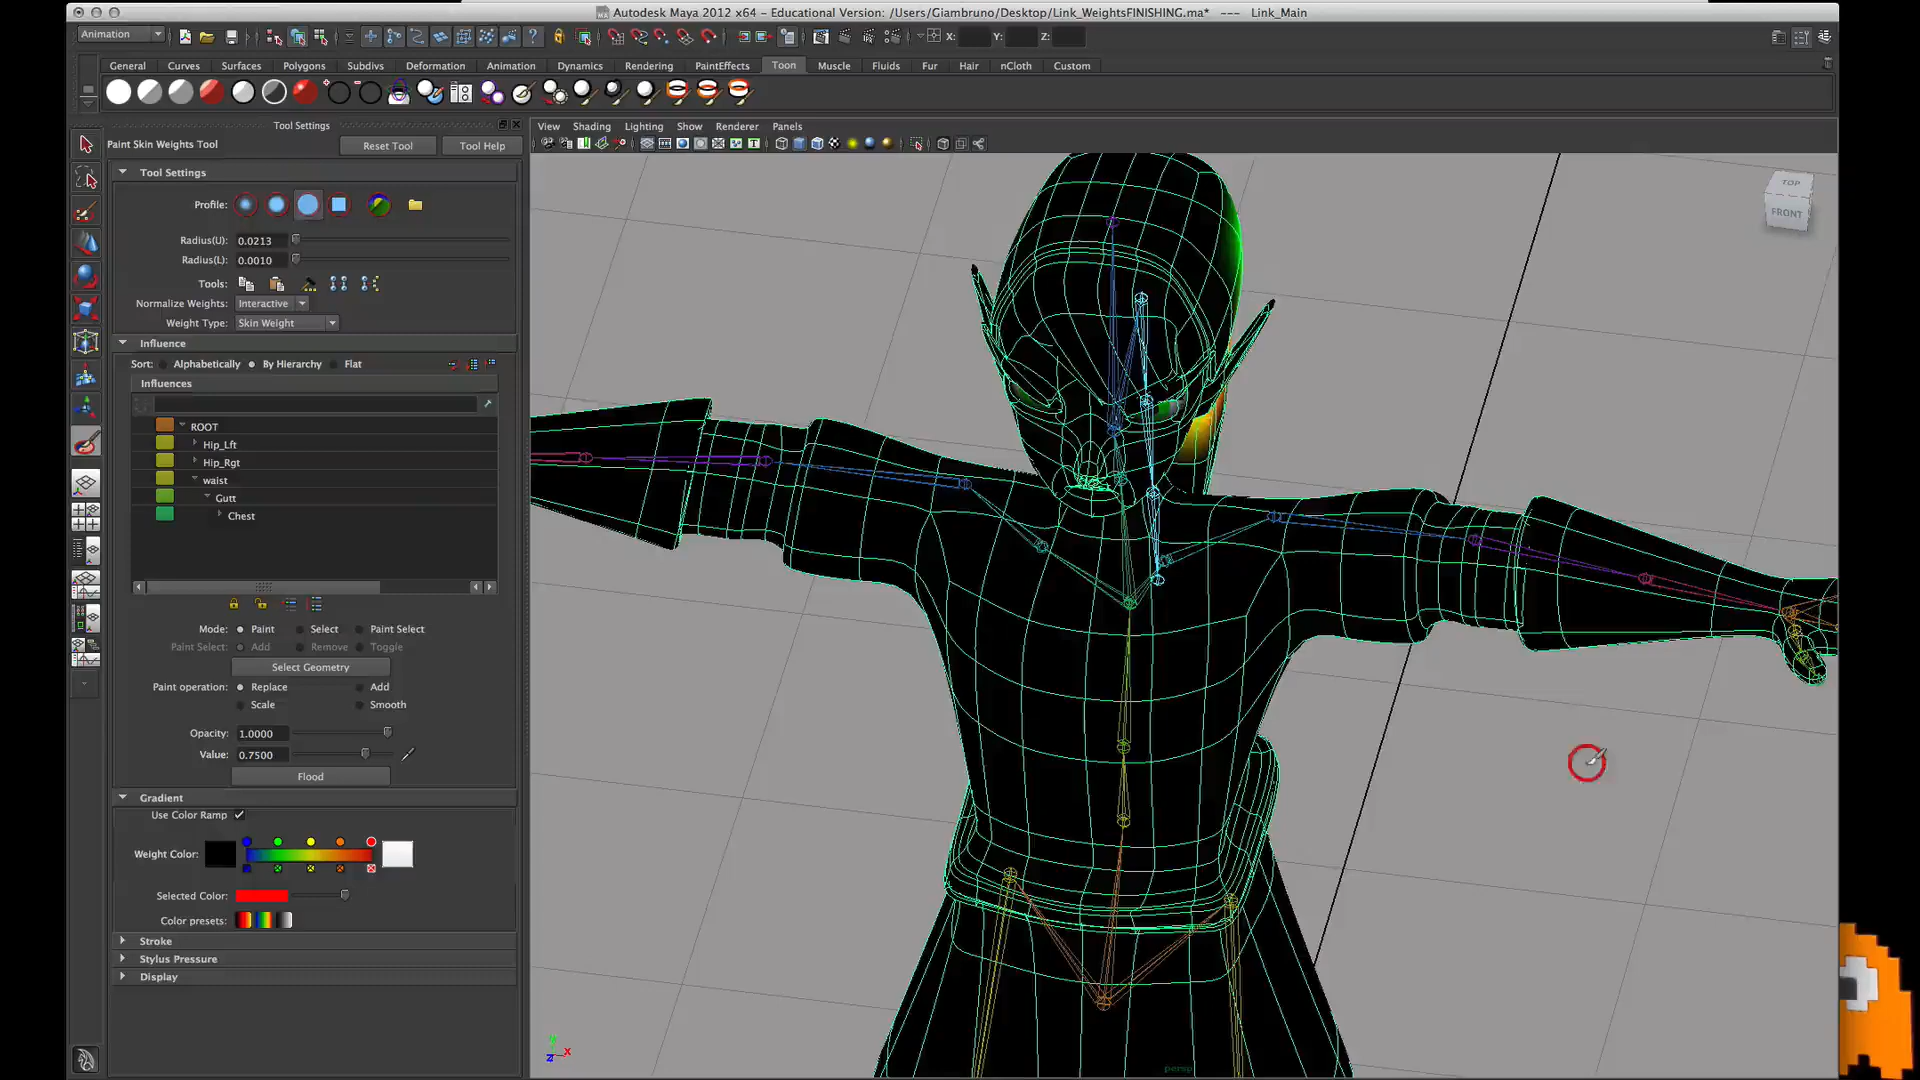 Autodesk Maya 2012 x64 - Educational Version: /Users/Giambruno/Desktop/Link_WeightsFINISHING.ma* --- Link_Main
Animation
X: Y: Z:
General Curves Surfaces Polygons Subdivs Deformation Animation Dynamics Rendering PaintEffects Toon Muscle Fluids Fur Hair nCloth Custom
Tool Settings
View Shading Lighting Show Renderer Panels
Paint Skin Weights Tool Reset Tool Tool Help
Tool Settings
TOP
FRONT
Profile:
Radius(U): 0.0213
Radius(L): 0.0010
Tools:
Normalize Weights: Interactive
Weight Type: Skin Weight
Influence
Sort: Alphabetically By Hierarchy Flat
Influences
ROOT
Hip_Lft
Hip_Rgt
waist
Gutt
Chest
Mode: Paint Select Paint Select
Paint Select: Add Remove Toggle
Select Geometry
Paint operation: Replace Add
Scale Smooth
Opacity: 1.0000
Value: 0.7500
Flood
Gradient
Use Color Ramp
Weight Color:
Selected Color:
Color presets:
Stroke
Stylus Pressure
Display
x
z
persp